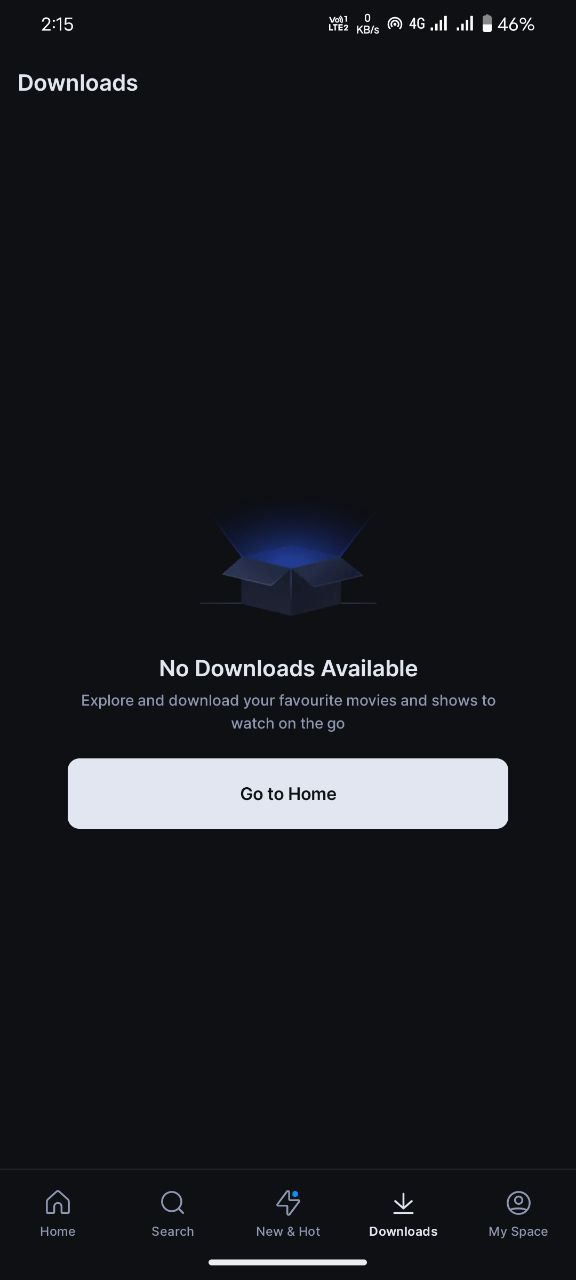 2:15
Vo 1
LTE2
0
KB/s
4G
46%
Downloads
No Downloads Available
Explore and download your favourite movies and shows to
watch on the go
Go to Home
Home
Search
New & Hot
Downloads
My Space